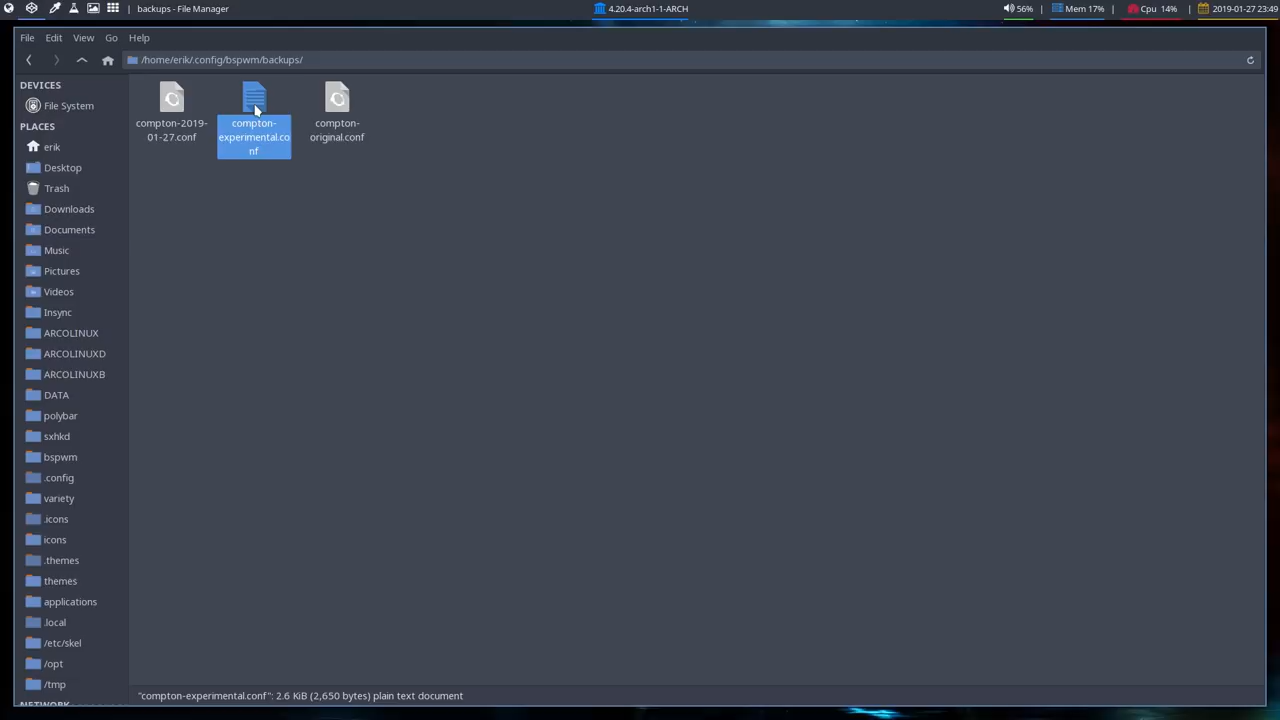 backups - File Manager
4.20.4-arch1-1-ARCH
56% | Mem 17% | Cpu 14% | 2019-01-27 23:49
File Edit View Go Help
/home/erik/.config/bspwm/backups/
DEVICES
File System
PLACES
erik
Desktop
Trash
Downloads
Documents
Music
Pictures
Videos
Insync
ARCOLINUX
ARCOLINUXD
ARCOLINUXB
DATA
polybar
sxhkd
bspwm
.config
variety
.icons
icons
.themes
themes
applications
.local
/etc/skel
/opt
/tmp
NETWORK
compton-2019-
01-27.conf
compton-
experimental.co
nf
compton-
original.conf
"compton-experimental.conf": 2.6 KiB (2,650 bytes) plain text document